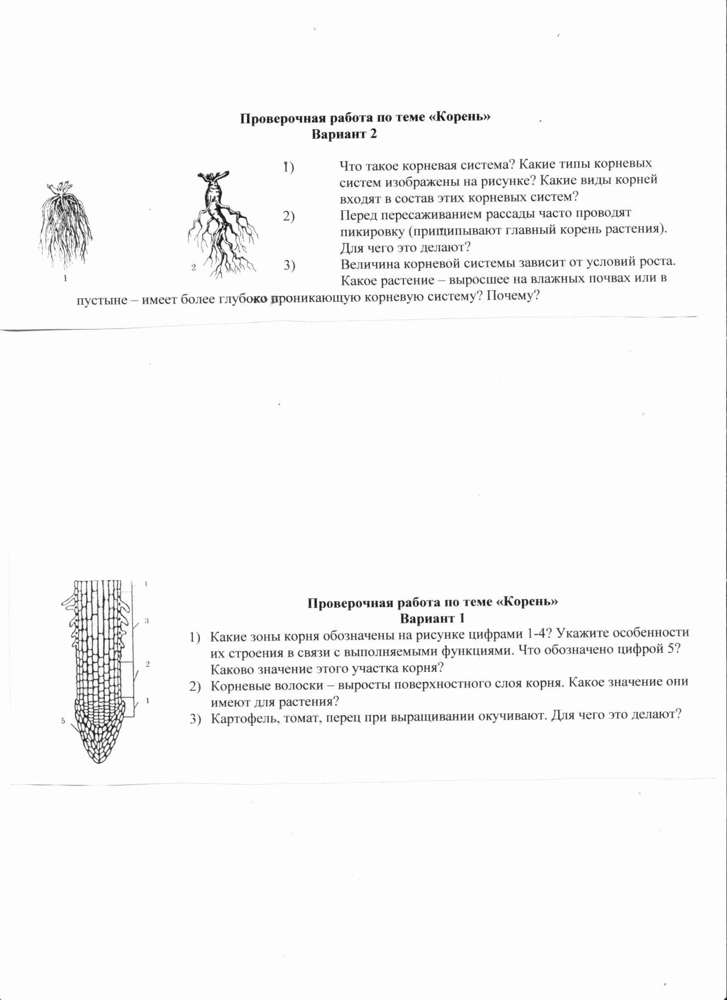 Проверочная работа по теме «Корень»
Вариант 2
1) Что такое корневая система? Какие типы корневых
систем изображены на рисунке? Какие виды корней
входят в состав этих корневых систем?
2) Перед пересаживанием рассады часто проводят
пикировку (прищипывают главный корень растения).
Для чего это делают?
3) Величина корневой системы зависит от условий роста.
Какое растение – выросшее на влажных почвах или в
пустыне – имеет более глубоко проникающую корневую систему? Почему?
1
2
Проверочная работа по теме «Корень»
Вариант 1
1) Какие зоны корня обозначены на рисунке цифрами 1-4? Укажите особенности
их строения в связи с выполняемыми функциями. Что обозначено цифрой 5?
Каково значение этого участка корня?
2) Корневые волоски – выросты поверхностного слоя корня. Какое значение они
имеют для растения?
3) Картофель, томат, перец при выращивании окучивают. Для чего это делают?
1
3
2
1
5